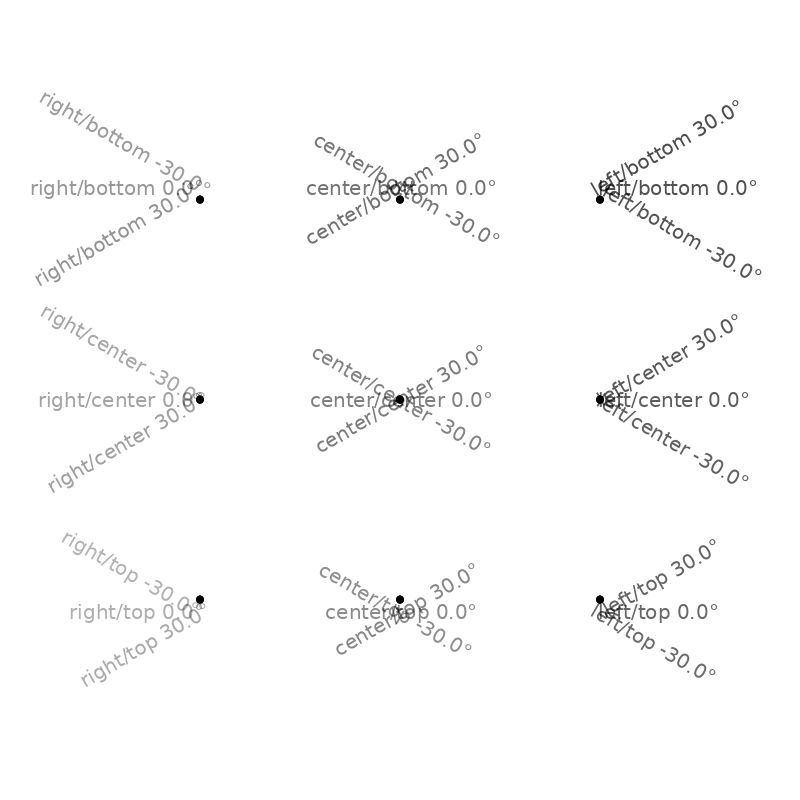 right/bottom -30.0°
right/bottom 0.0°
right/bottom 30.0°
center/bottom 30.0°
center/bottom 0.0°
center/bottom -30.0°
left/bottom 30.0°
left/bottom 0.0°
left/bottom -30.0°
right/center -30.0°
right/center 0.0°
right/center 30.0°
center/center 30.0°
center/center 0.0°
center/center -30.0°
left/center 30.0°
left/center 0.0°
left/center -30.0°
right/top -30.0°
right/top 0.0°
right/top 30.0°
center/top 30.0°
center/top 0.0°
center/top -30.0°
left/top 30.0°
left/top 0.0°
left/top -30.0°